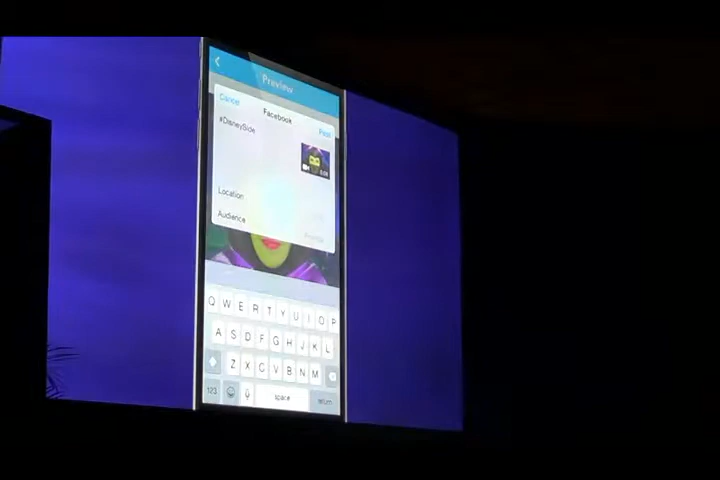 Preview
Cancel
Facebook
Post
#DisneySide
Location
Audience
Q W E R T Y U I O P
A S D F G H J K L
Z X C V B N M
123 space return